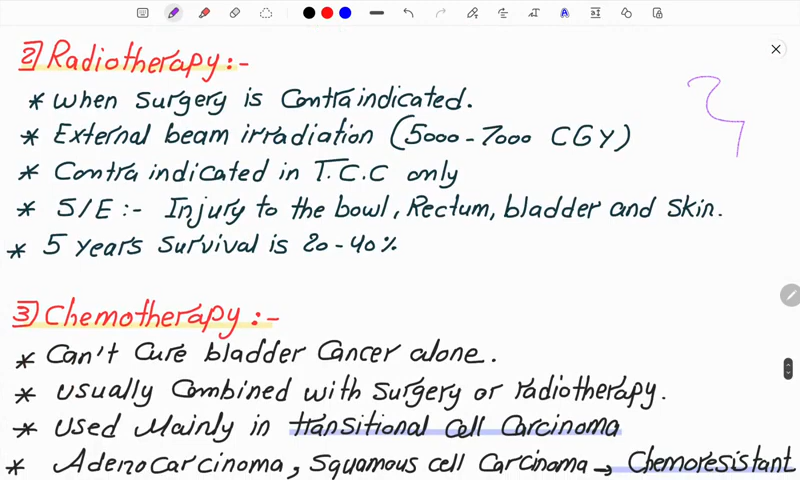 2 Radiotherapy :-
* When Surgery is Contraindicated.
* External beam irradiation (5000 - 7000 CGY)
* Contra indicated in T.C.C only
* S/E :- Injury to the bowl, Rectum, bladder and Skin.
* 5 years Survival is 20 - 40%
3 Chemotherapy :-
* Can't Cure bladder Cancer alone.
* Usually Combined with Surgery or radiotherapy.
* Used Mainly in transitional Cell Carcinoma
* Adenocarcinoma, Squamous cell Carcinoma → Chemoresistant